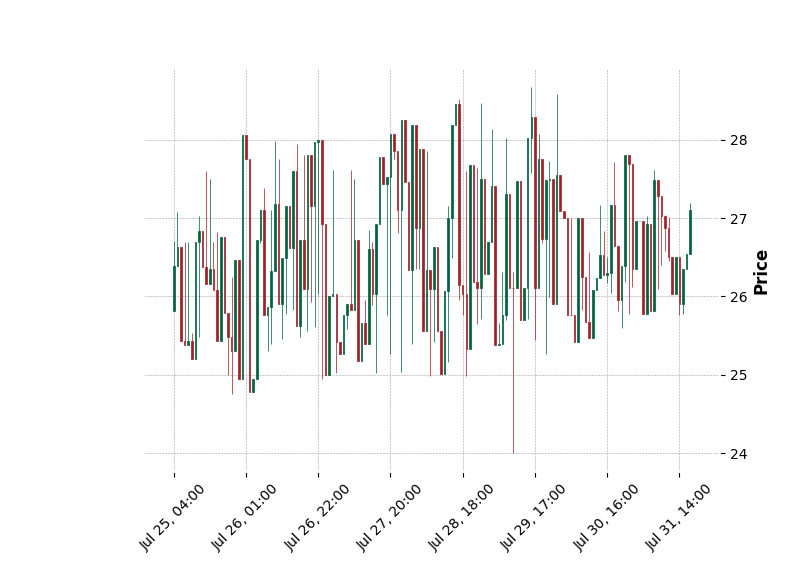 28
27
26
25
24
Price
Jul 25, 04:00
Jul 26, 01:00
Jul 26, 22:00
Jul 27, 20:00
Jul 28, 18:00
Jul 29, 17:00
Jul 30, 16:00
Jul 31, 14:00